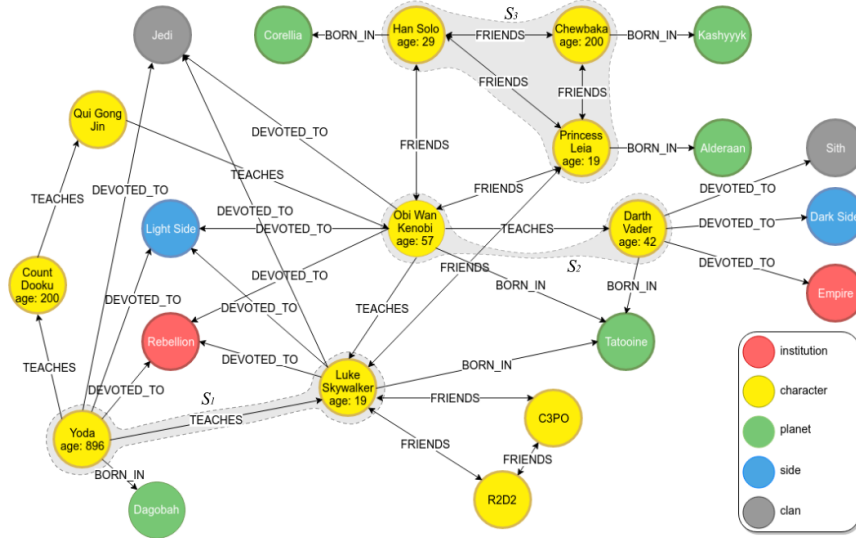 S3
Jedi
Corellia
BORN_IN
Han Solo
age: 29
FRIENDS
Chewbaka
age: 200
BORN_IN
Kashyyyk
FRIENDS
FRIENDS
Qui Gong
Jin
DEVOTED_TO
FRIENDS
Princess
Leia
age: 19
BORN_IN
Alderaan
Sith
DEVOTED_TO
TEACHES
FRIENDS
DEVOTED_TO
TEACHES
DEVOTED_TO
Light Side
DEVOTED_TO
Obi Wan
Kenobi
age: 57
TEACHES
Darth
Vader
age: 42
DEVOTED_TO
Dark Side
S2
Count
Dooku
age: 200
DEVOTED_TO
DEVOTED_TO
FRIENDS
BORN_IN
BORN_IN
DEVOTED_TO
Empire
TEACHES
TEACHES
Rebellion
DEVOTED_TO
Tatooine
DEVOTED_TO
BORN_IN
Luke
Skywalker
age: 19
S1
TEACHES
FRIENDS
C3PO
Yoda
age: 896
FRIENDS
FRIENDS
BORN_IN
R2D2
Dagobah
institution
character
planet
side
clan